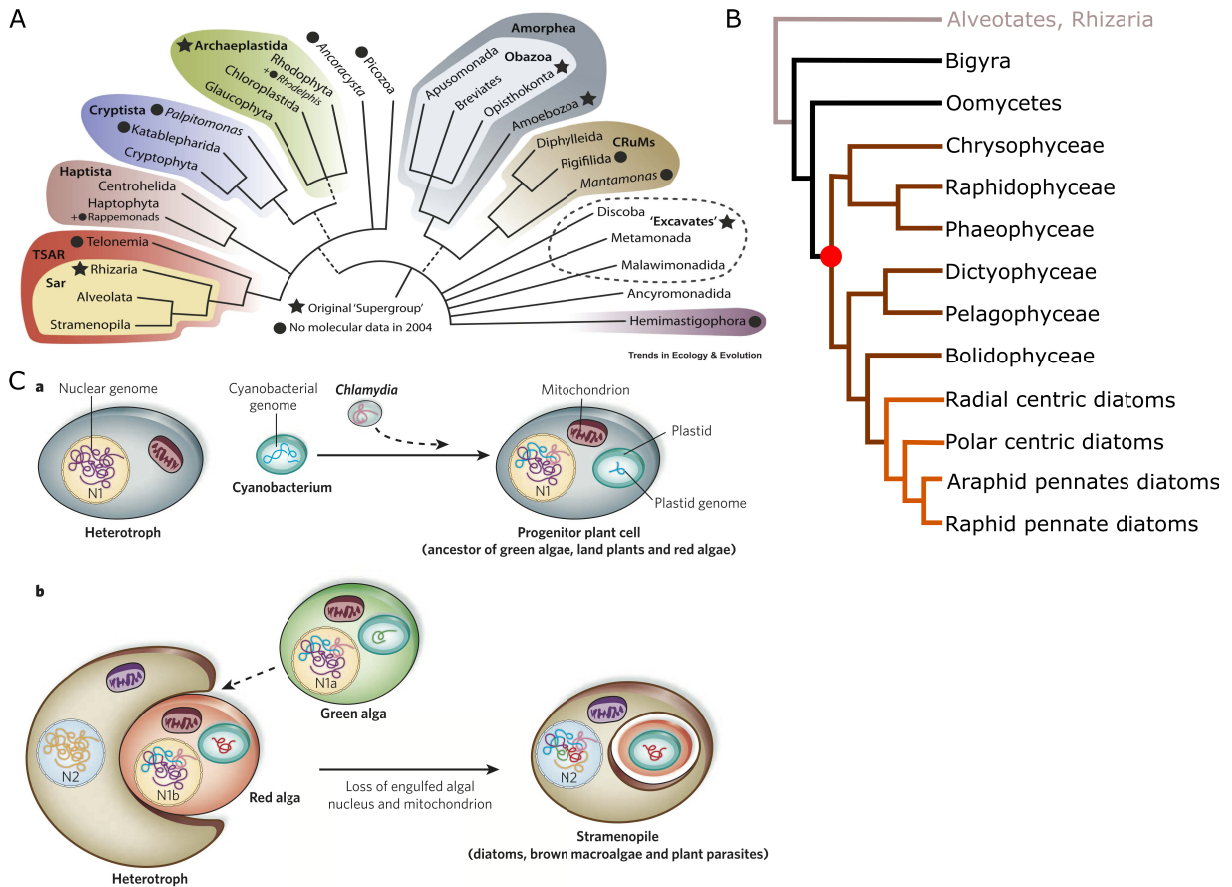 A
Archaeplastida
Rhodophyta
+ Rhodelphis
Chloroplastida
Glaucophyta
Ancoracysta
Picozoa
Amorphea
Obazoa
Apusomonada
Breviates
Opisthokonta
Amoebozoa
Cryptista
Palpitomonas
Katablepharida
Cryptophyta
Diphylleida
CRuMs
Rigifilida
Mantamonas
Haptista
Centrohelida
Haptophyta
+ Rappemonads
Discoba
'Excavates'
Metamonada
Malawimonadida
Ancyromonadida
Hemimastigophora
Telonemia
TSAR
Rhizaria
Sar
Alveolata
Stramenopila
Original 'Supergroup'
No molecular data in 2004
Trends in Ecology & Evolution
B
Alveotates, Rhizaria
Bigyra
Oomycetes
Chrysophyceae
Raphidophyceae
Phaeophyceae
Dictyophyceae
Pelagophyceae
Bolidophyceae
Radial centric diatoms
Polar centric diatoms
Araphid pennates diatoms
Raphid pennate diatoms
C
a
Nuclear genome
N1
Heterotroph
Cyanobacterial
genome
Cyanobacterium
Chlamydia
Mitochondrion
Plastid
N1
Plastid genome
Progenitor plant cell
(ancestor of green algae, land plants and red algae)
b
N1a
Green alga
N2
N1b
Red alga
Heterotroph
Loss of engulfed algal
nucleus and mitochondrion
N2
Stramenopile
(diatoms, brown macroalgae and plant parasites)